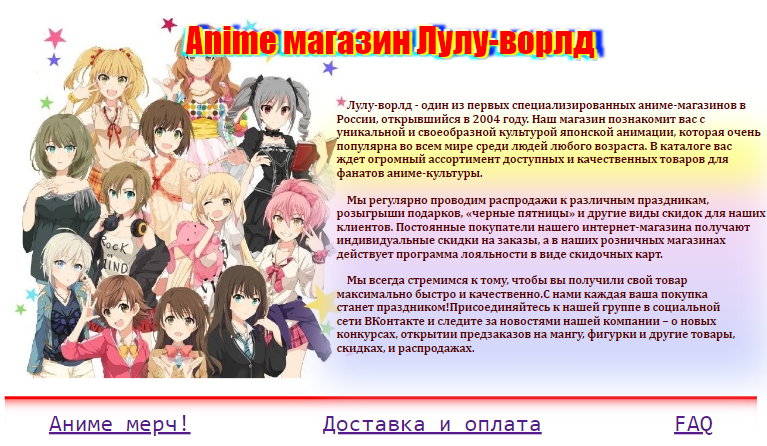 Anime магазин Лулу-ворлд
Лулу-ворлд - один из первых специализированных аниме-магазинов в
России, открывшийся в 2004 году. Наш магазин познакомит вас с
уникальной и своеобразной культурой японской анимации, которая очень
популярна во всем мире среди людей любого возраста. В каталоге вас
ждет огромный ассортимент доступных и качественных товаров для
фанатов аниме-культуры.
Мы регулярно проводим распродажи к различным праздникам,
розыгрыши подарков, «черные пятницы» и другие виды скидок для наших
клиентов. Постоянные покупатели нашего интернет-магазина получают
индивидуальные скидки на заказы, а в наших розничных магазинах
действует программа лояльности в виде скидочных карт.
Мы всегда стремимся к тому, чтобы вы получили свой товар
максимально быстро и качественно.С нами каждая ваша покупка
станет праздником!Присоединяйтесь к нашей группе в социальной
сети ВКонтакте и следите за новостями нашей компании – о новых
конкурсах, открытии предзаказов на мангу, фигурки и другие товары,
скидках, и распродажах.
ROCK
or
MIND
Аниме мерч! Доставка и оплата FAQ